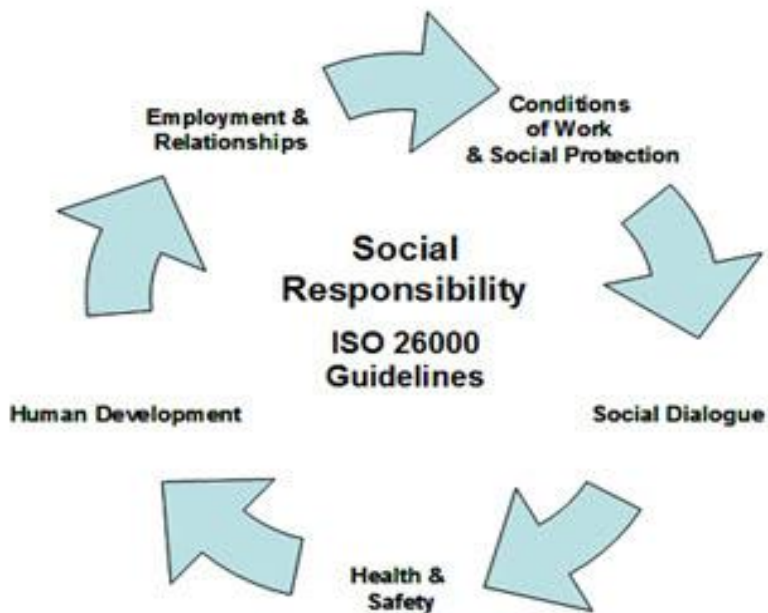 Employment &
Relationships
Conditions
of Work
& Social Protection
Social
Responsibility
ISO 26000
Guidelines
Human Development
Social Dialogue
Health &
Safety